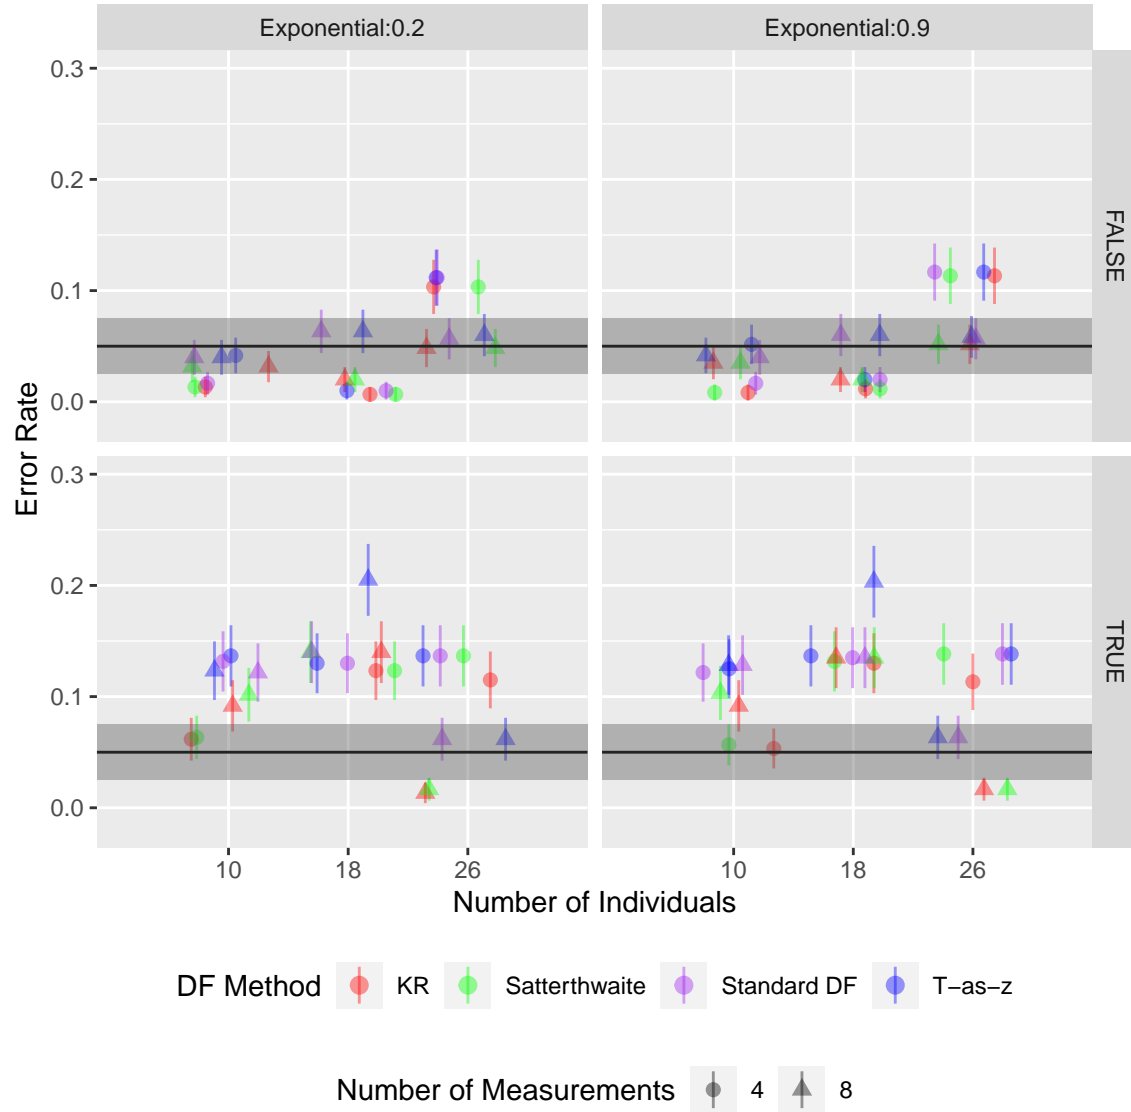 Exponential:0.2 Exponential:0.9
0.3
0.2
0.1
0.0
FALSE
Error Rate
0.3
0.2
0.1
0.0
TRUE
10 18 26 10 18 26
Number of Individuals
DF Method KR Satterthwaite Standard DF T−as−z
Number of Measurements 4 8